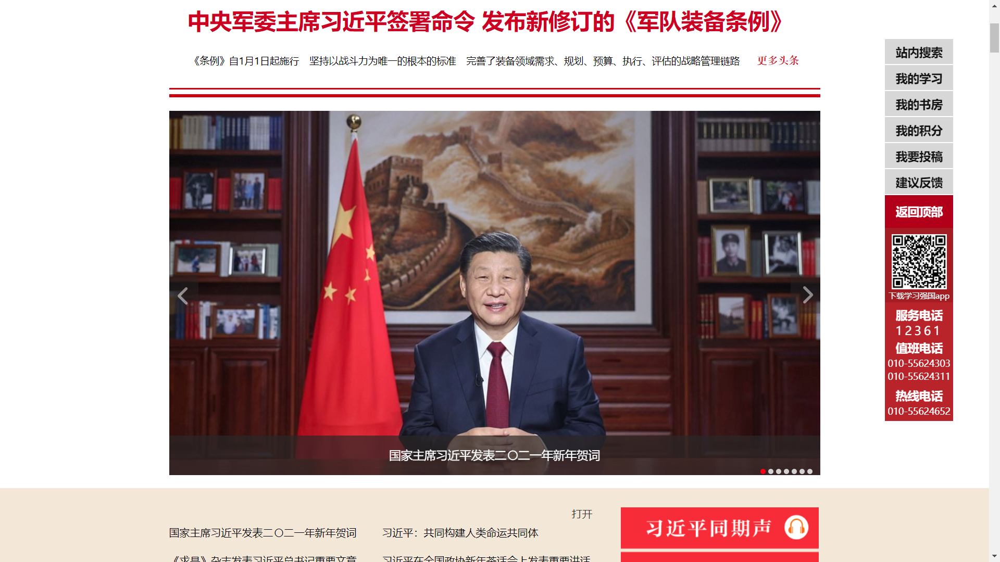 中央军委主席习近平签署命令 发布新修订的《军队装备条例》
《条例》自1月1日起施行 坚持以战斗力为唯一的根本的标准 完善了装备领域需求、规划、预算、执行、评估的战略管理链路 更多头条
站内搜索
我的学习
我的书房
我的积分
我要投稿
建议反馈
返回顶部
下载学习强国app
服务电话
12361
值班电话
010-55624303
010-55624311
热线电话
010-55624652
国家主席习近平发表二〇二一年新年贺词
打开
国家主席习近平发表二〇二一年新年贺词 习近平：共同构建人类命运共同体
《求是》杂志发表习近平总书记重要文章 习近平在全国政协新年茶话会上发表重要讲话
习近平同期声